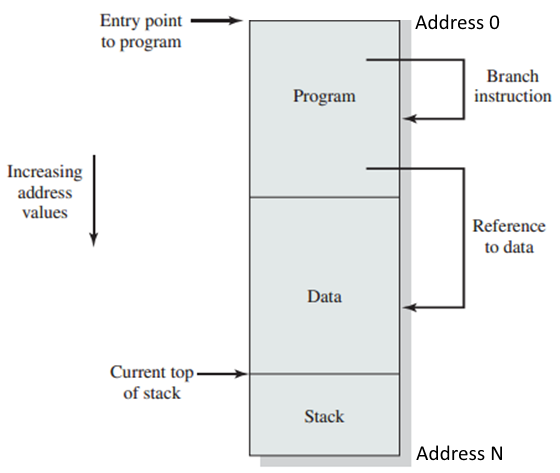 Entry point
to program
Address 0
Branch
instruction
Program
Increasing
address
values
Reference
to data
Data
Current top
of stack
Stack
Address N